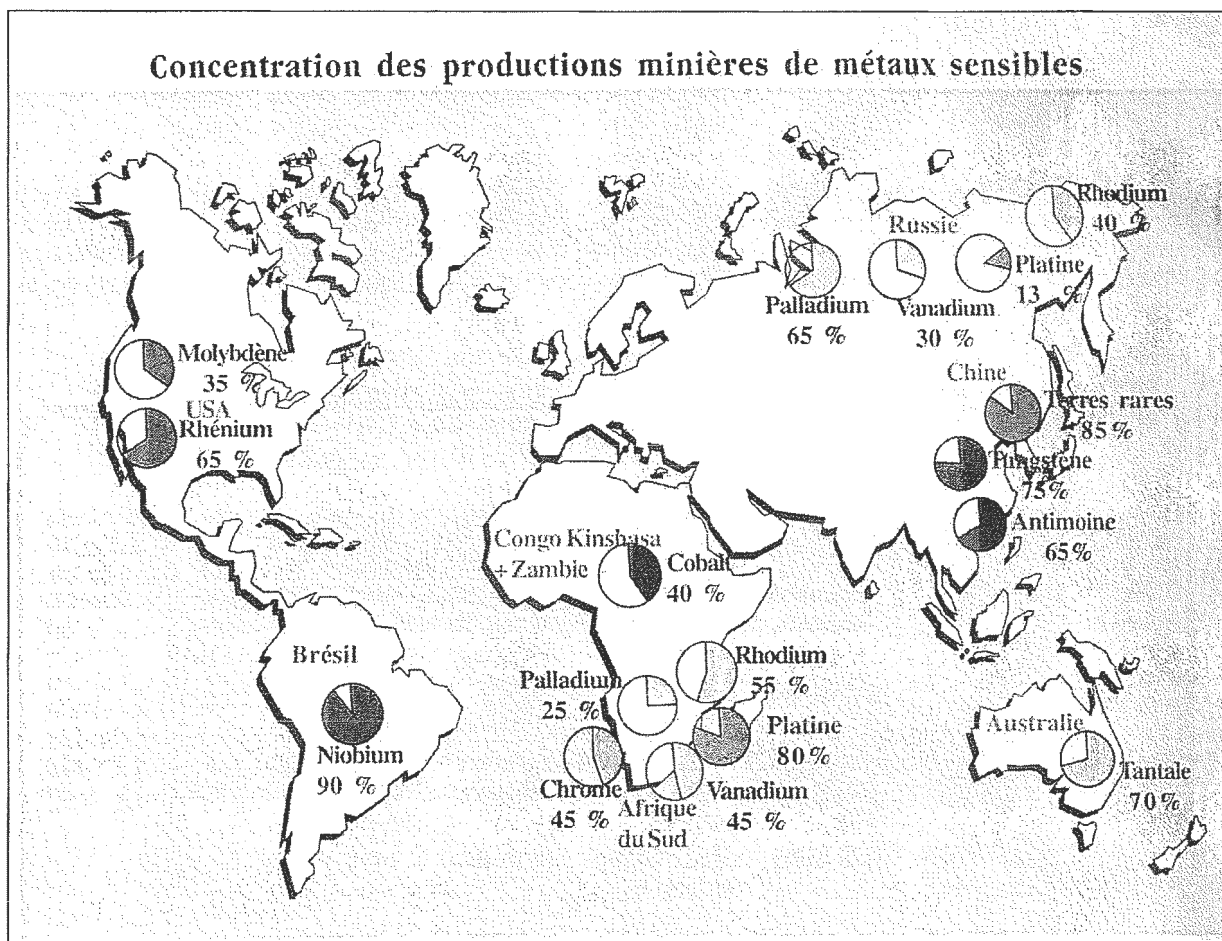 Concentration des productions minières de métaux sensibles
Rhodium
40 %
Russie
Platine
13 %
Palladium
65 %
Vanadium
30 %
Molybdène
35 %
USA
Rhénium
65 %
Chine
Terres rares
85%
Tungstène
75%
Antimoine
65%
Congo Kinshasa
+ Zambie
Cobalt
40 %
Brésil
Niobium
90 %
Rhodium
55 %
Palladium
25 %
Platine
80%
Chrome
45 %
Afrique
du Sud
Vanadium
45 %
Australie
Tantale
70%